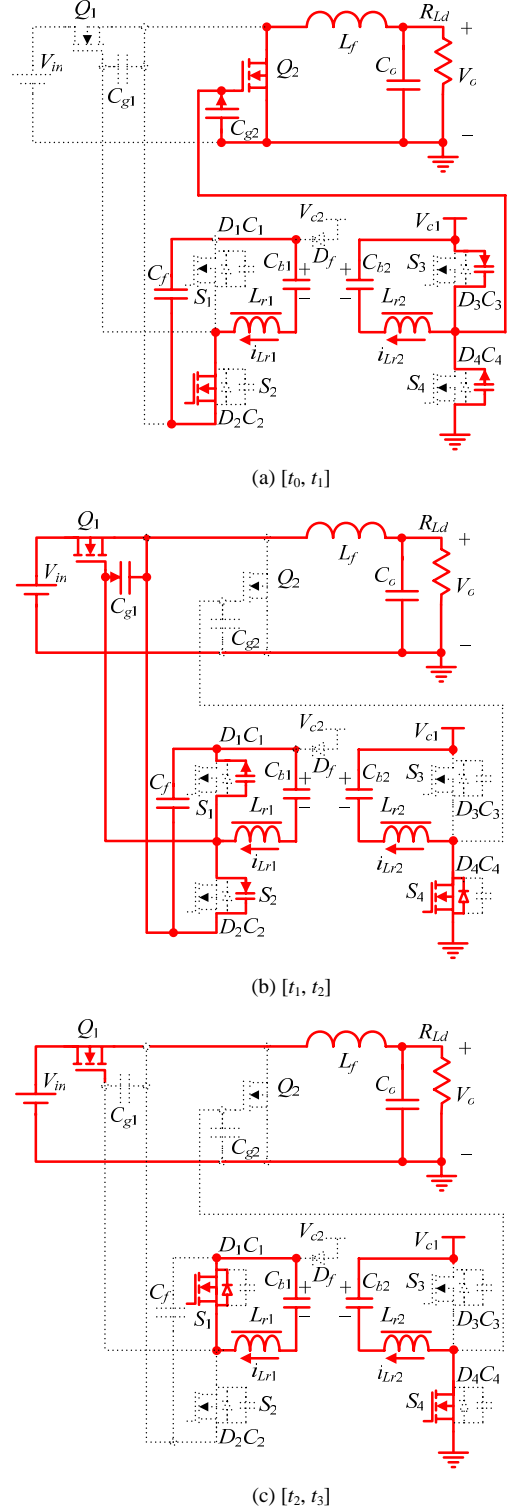 Q1 Lf RLd +
Vin Q2 Co Vo
Cg1 Cg2 −
D1C1 Vc2 Vc1
Cf S1 Cb1 + Df + Cb2 S3
Lr1 − − Lr2 D3C3
iLr1 iLr2 D4C4
S2 S4
D2C2
(a) [t0, t1]
Q1 RLd +
Vin Lf
Q2 Co Vo
Cg1 Cg2 −
D1C1 Vc2 Vc1
Cf S1 Cb1 + Df + Cb2 S3
Lr1 − − Lr2 D3C3
iLr1 iLr2 D4C4
S2 S4
D2C2
(b) [t1, t2]
Q1 RLd +
Vin Lf
Q2 Co Vo
Cg1 Cg2 −
D1C1 Vc2 Vc1
Cf S1 Cb1 + Df + Cb2 S3
Lr1 − − Lr2 D3C3
iLr1 iLr2 D4C4
S2 S4
D2C2
(c) [t2, t3]